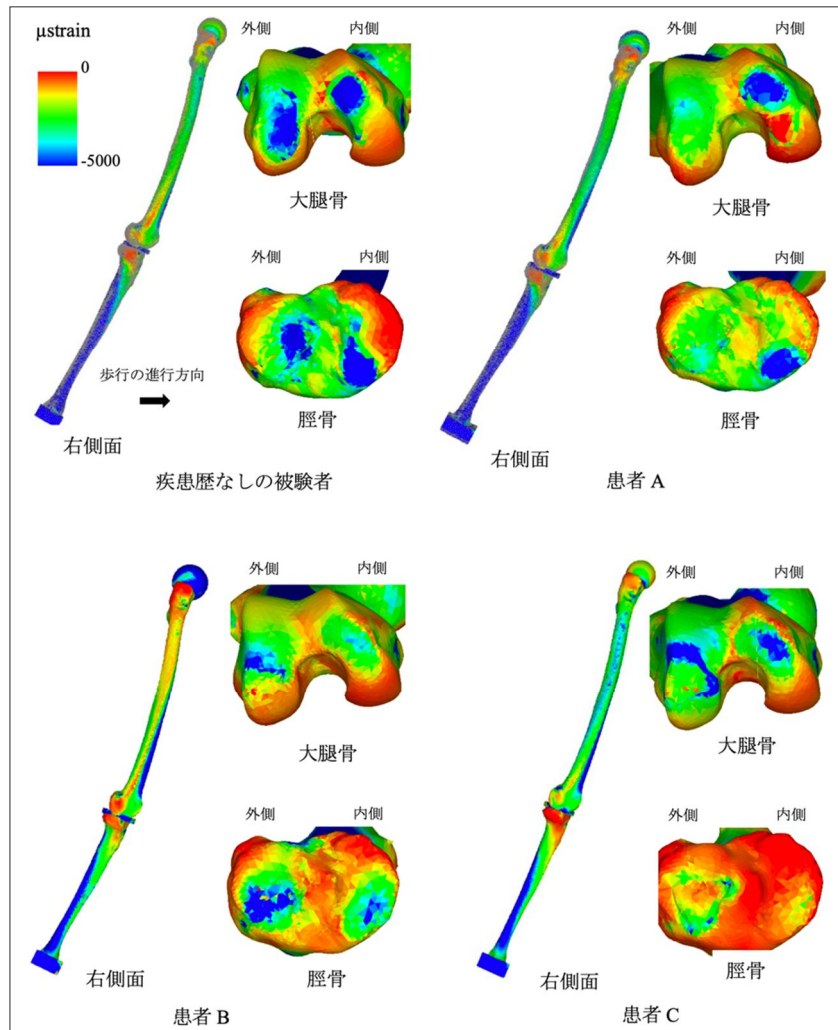 μstrain
0
-5000
外側
内側
大腿骨
外側
内側
歩行の進行方向
脛骨
右側面
疾患歴なしの被験者
外側
内側
大腿骨
外側
内側
脛骨
右側面
患者 A
外側
内側
大腿骨
外側
内側
右側面
脛骨
患者 B
外側
内側
大腿骨
外側
内側
右側面
脛骨
患者 C